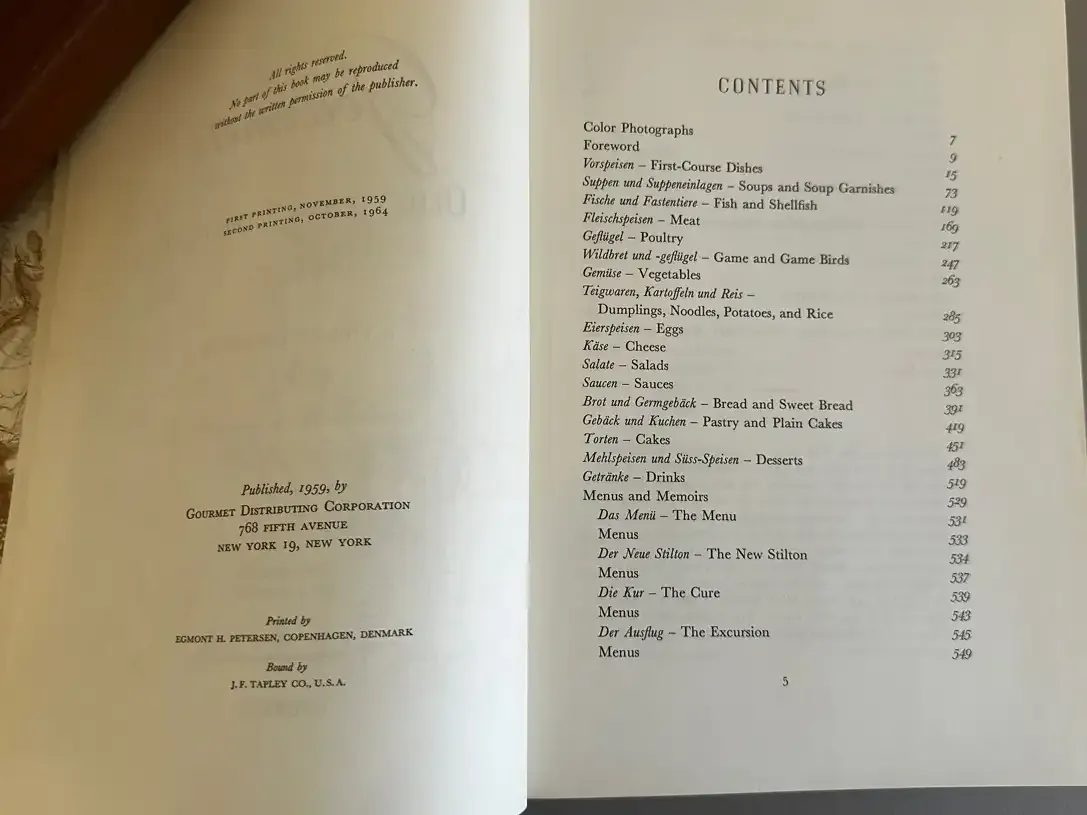 All rights reserved.
No part of this book may be reproduced
without the written permission of the publisher.
FIRST PRINTING, NOVEMBER, 1959
SECOND PRINTING, OCTOBER, 1964
Published, 1959, by
GOURMET DISTRIBUTING CORPORATION
768 FIFTH AVENUE
NEW YORK 19, NEW YORK
Printed by
EGMONT H. PETERSEN, COPENHAGEN, DENMARK
Bound by
J. F. TAPLEY CO., U.S.A.
CONTENTS
Color Photographs 7
Foreword 9
Vorspeisen – First-Course Dishes 15
Suppen und Suppeneinlagen – Soups and Soup Garnishes 73
Fische und Fastentiere – Fish and Shellfish 119
Fleischspeisen – Meat 169
Geflügel – Poultry 217
Wildbret und -geflügel – Game and Game Birds 247
Gemüse – Vegetables 263
Teigwaren, Kartoffeln und Reis –
Dumplings, Noodles, Potatoes, and Rice 285
Eierspeisen – Eggs 303
Käse – Cheese 315
Salate – Salads 331
Saucen – Sauces 363
Brot und Germgebäck – Bread and Sweet Bread 391
Gebäck und Kuchen – Pastry and Plain Cakes 419
Torten – Cakes 451
Mehlspeisen und Süss-Speisen – Desserts 483
Getränke – Drinks 519
Menus and Memoirs 529
Das Menü – The Menu 531
Menus 533
Der Neue Stilton – The New Stilton 534
Menus 537
Die Kur – The Cure 539
Menus 543
Der Ausflug – The Excursion 545
Menus 549
5